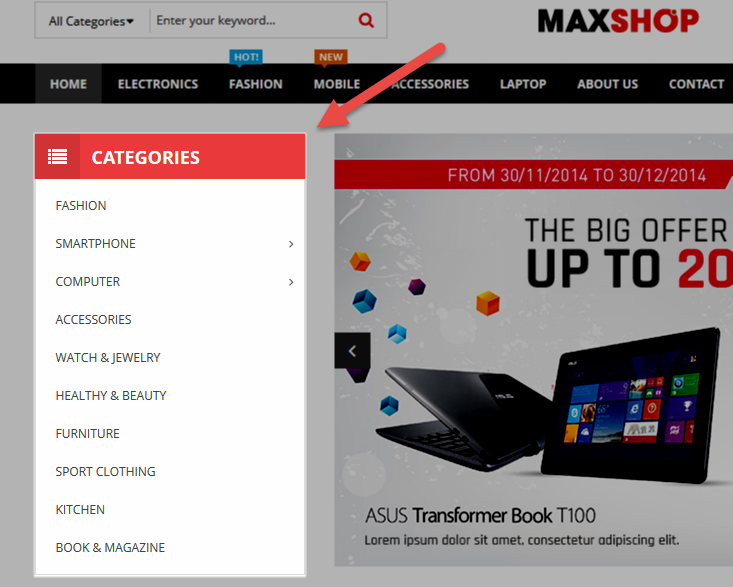 All Categories
Enter your keyword...
MAXSHOP
HOT!
NEW
HOME ELECTRONICS FASHION MOBILE ACCESSORIES LAPTOP ABOUT US CONTACT
CATEGORIES
FASHION
SMARTPHONE
COMPUTER
ACCESSORIES
WATCH & JEWELRY
HEALTHY & BEAUTY
FURNITURE
SPORT CLOTHING
KITCHEN
BOOK & MAGAZINE
FROM 30/11/2014 TO 30/12/2014
THE BIG OFFER
UP TO 20
ASUS Transformer Book T100
Lorem ipsum dolor sit amet, consectetur adipiscing elit.